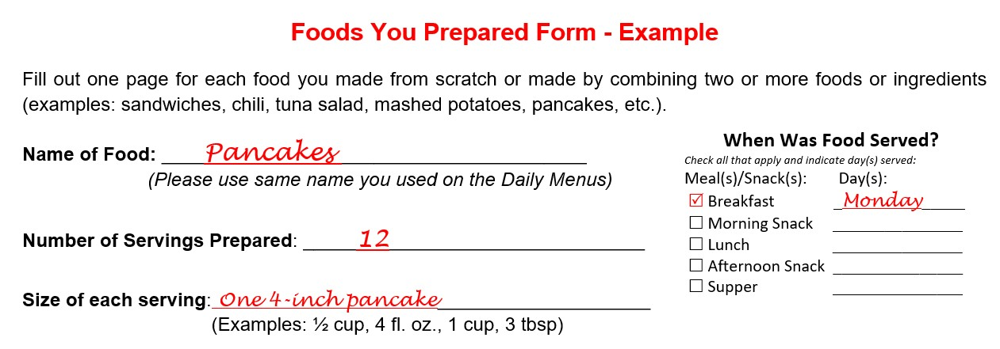 Foods You Prepared Form - Example
Fill out one page for each food you made from scratch or made by combining two or more foods or ingredients
(examples: sandwiches, chili, tuna salad, mashed potatoes, pancakes, etc.).
Name of Food: Pancakes
(Please use same name you used on the Daily Menus)
Number of Servings Prepared: 12
Size of each serving: One 4-inch pancake
(Examples: ½ cup, 4 fl. oz., 1 cup, 3 tbsp)
When Was Food Served?
Check all that apply and indicate day(s) served:
Meal(s)/Snack(s): Day(s):
☑ Breakfast Monday
☐ Morning Snack
☐ Lunch
☐ Afternoon Snack
☐ Supper